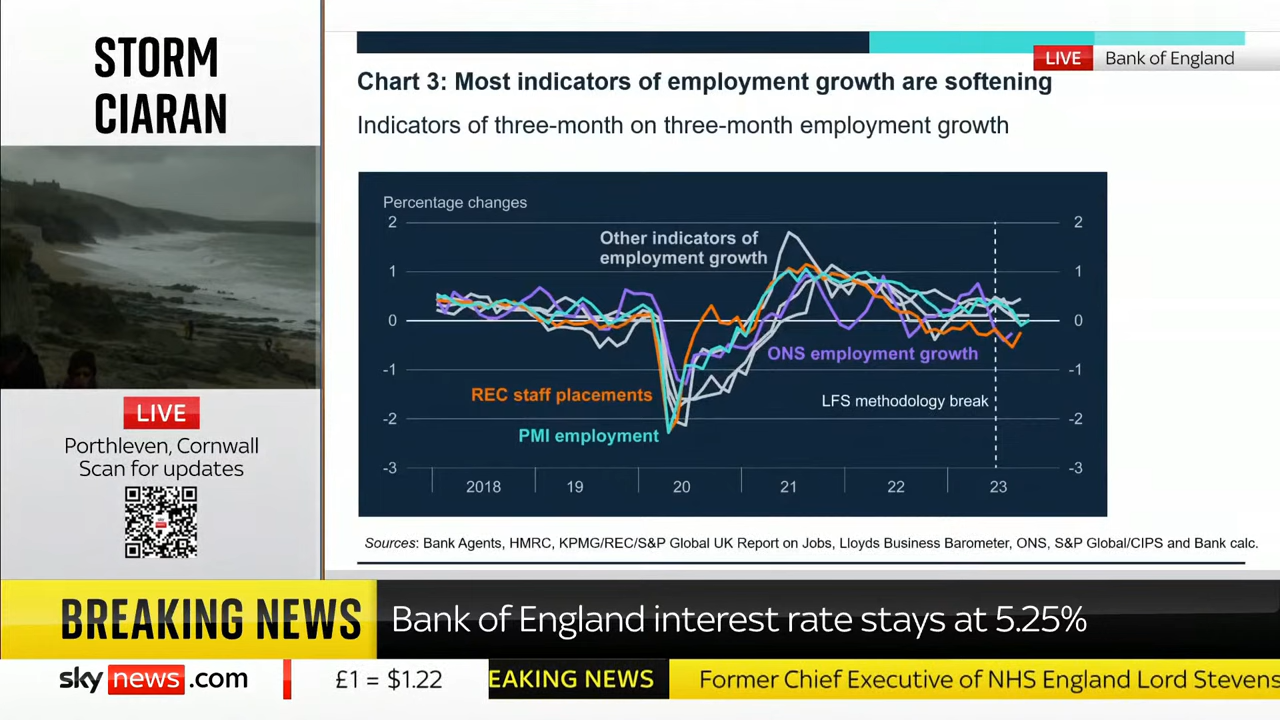 STORM
CIARAN
LIVE
Porthleven, Cornwall
Scan for updates
LIVE
Bank of England
Chart 3: Most indicators of employment growth are softening
Indicators of three-month on three-month employment growth
Percentage changes
2
1
0
-1
-2
-3
2
1
0
-1
-2
-3
Other indicators of
employment growth
ONS employment growth
REC staff placements
LFS methodology break
PMI employment
2018 19 20 21 22 23
Sources: Bank Agents, HMRC, KPMG/REC/S&P Global UK Report on Jobs, Lloyds Business Barometer, ONS, S&P Global/CIPS and Bank calc.
BREAKING NEWS
Bank of England interest rate stays at 5.25%
sky news.com
£1 = $1.22
EAKING NEWS
Former Chief Executive of NHS England Lord Stevens